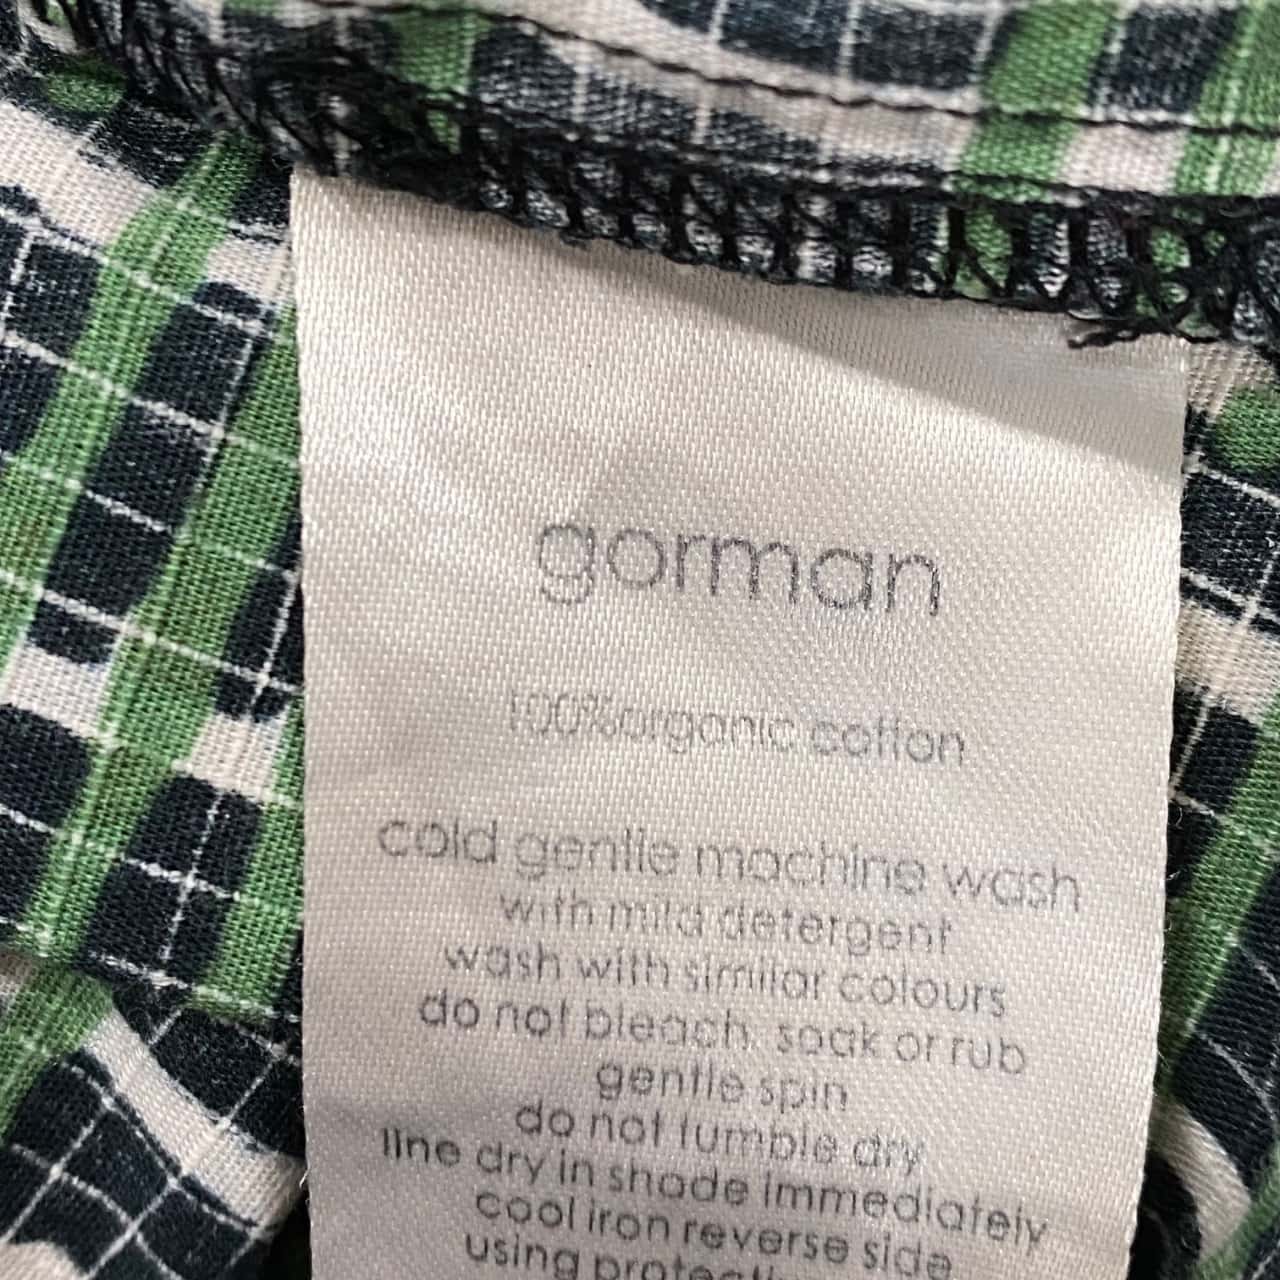 gorman
100%organic cotton
cold gentle machine wash
with mild detergent
wash with similar colours
do not bleach, soak or rub
gentle spin
do not tumble dry
line dry in shade immediately
cool iron reverse side
using